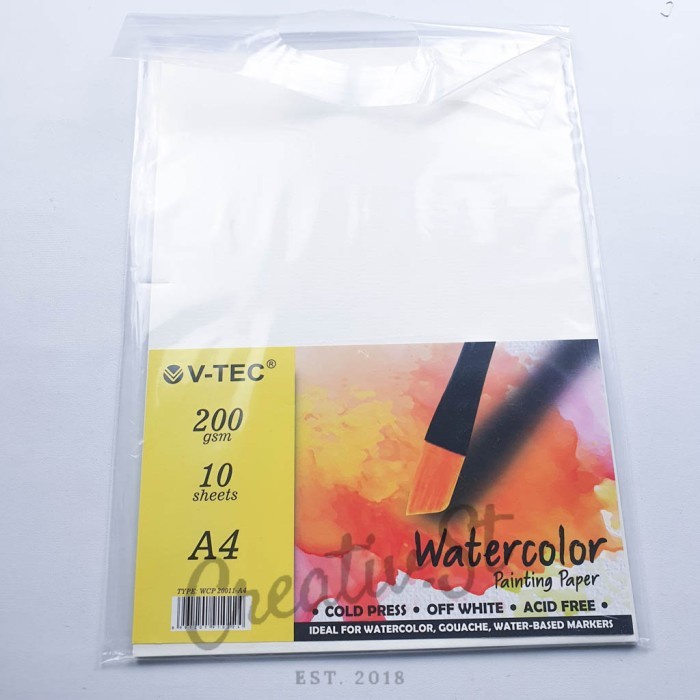 V-TEC®
200
gsm
10
sheets
A4
TYPE: WCP 20011-A4
Watercolor
Painting Paper
• COLD PRESS • OFF WHITE • ACID FREE •
IDEAL FOR WATERCOLOR, GOUACHE, WATER-BASED MARKERS
CreativSt
EST. 2018